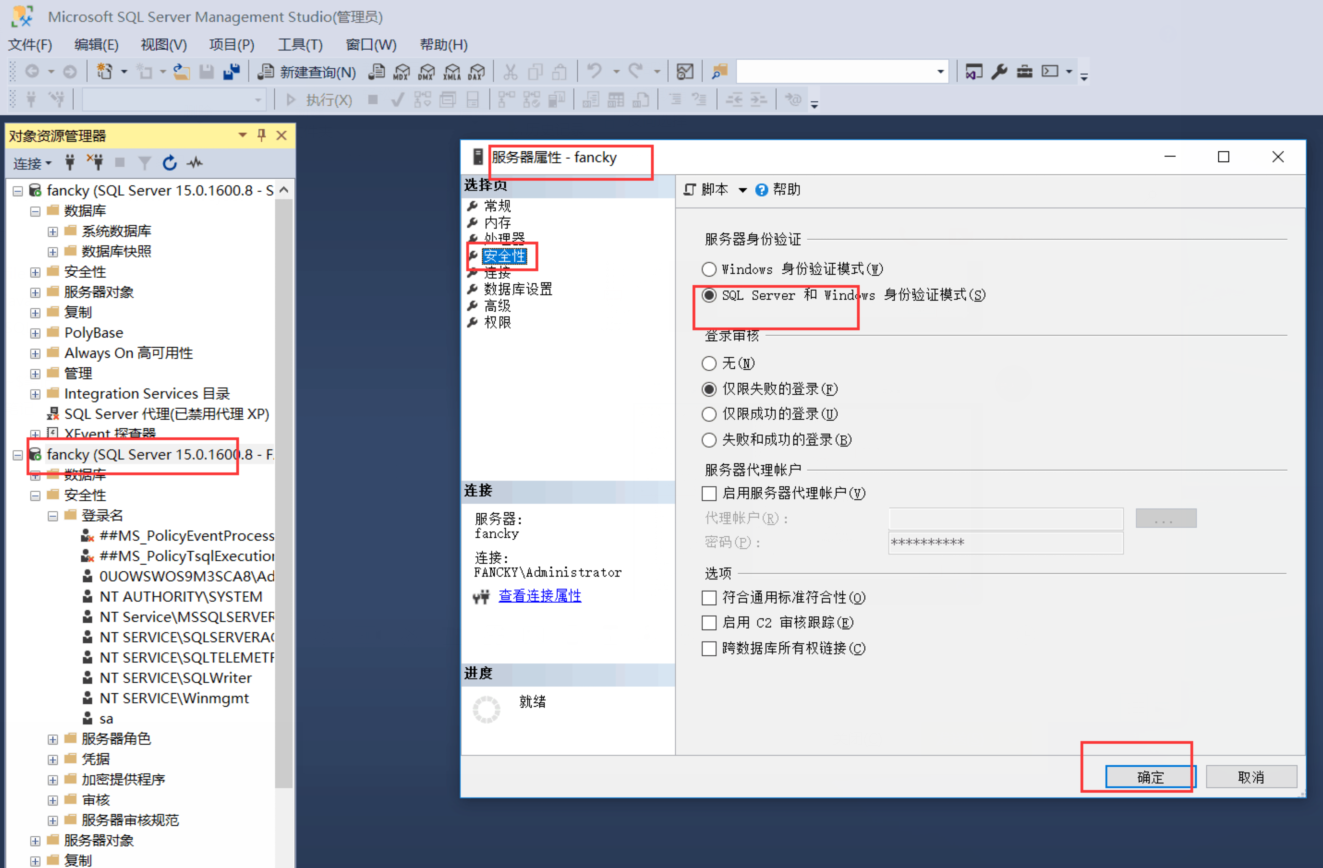 Microsoft SQL Server Management Studio(管理员)
文件(F) 编辑(E) 视图(V) 项目(P) 工具(T) 窗口(W) 帮助(H)
新建查询(N) MDX DMX XMLA DAX
执行(X)
对象资源管理器
连接
fancky (SQL Server 15.0.1600.8 - S
数据库
系统数据库
数据库快照
安全性
服务器对象
复制
PolyBase
Always On 高可用性
管理
Integration Services 目录
SQL Server 代理(已禁用代理 XP)
XEvent 探查器
fancky (SQL Server 15.0.1600.8 - F
数据库
安全性
登录名
##MS_PolicyEventProcess
##MS_PolicyTsqlExecution
0UOWSWOS9M3SCA8\Ad
NT AUTHORITY\SYSTEM
NT Service\MSSQLSERVER
NT SERVICE\SQLSERVERAG
NT SERVICE\SQLTELEMETR
NT SERVICE\SQLWriter
NT SERVICE\Winmgmt
sa
服务器角色
凭据
加密提供程序
审核
服务器审核规范
服务器对象
复制
服务器属性 - fancky
选择页
常规
内存
处理器
安全性
连接
数据库设置
高级
权限
连接
服务器:
fancky
连接:
FANCKY\Administrator
查看连接属性
进度
就绪
脚本 帮助
服务器身份验证
Windows 身份验证模式(W)
SQL Server 和 Windows 身份验证模式(S)
登录审核
无(N)
仅限失败的登录(F)
仅限成功的登录(U)
失败和成功的登录(B)
服务器代理帐户
启用服务器代理帐户(V)
代理帐户(R): ...
密码(P): **********
选项
符合通用标准符合性(O)
启用 C2 审核跟踪(E)
跨数据库所有权链接(C)
确定 取消